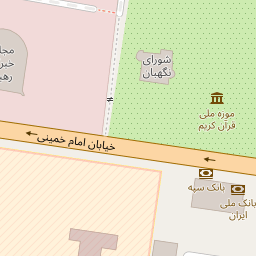 شورای
نگهبان
موزه ملی
قرآن کریم
خیابان امام خمینی
بانک سپه
بانک ملی
ایران